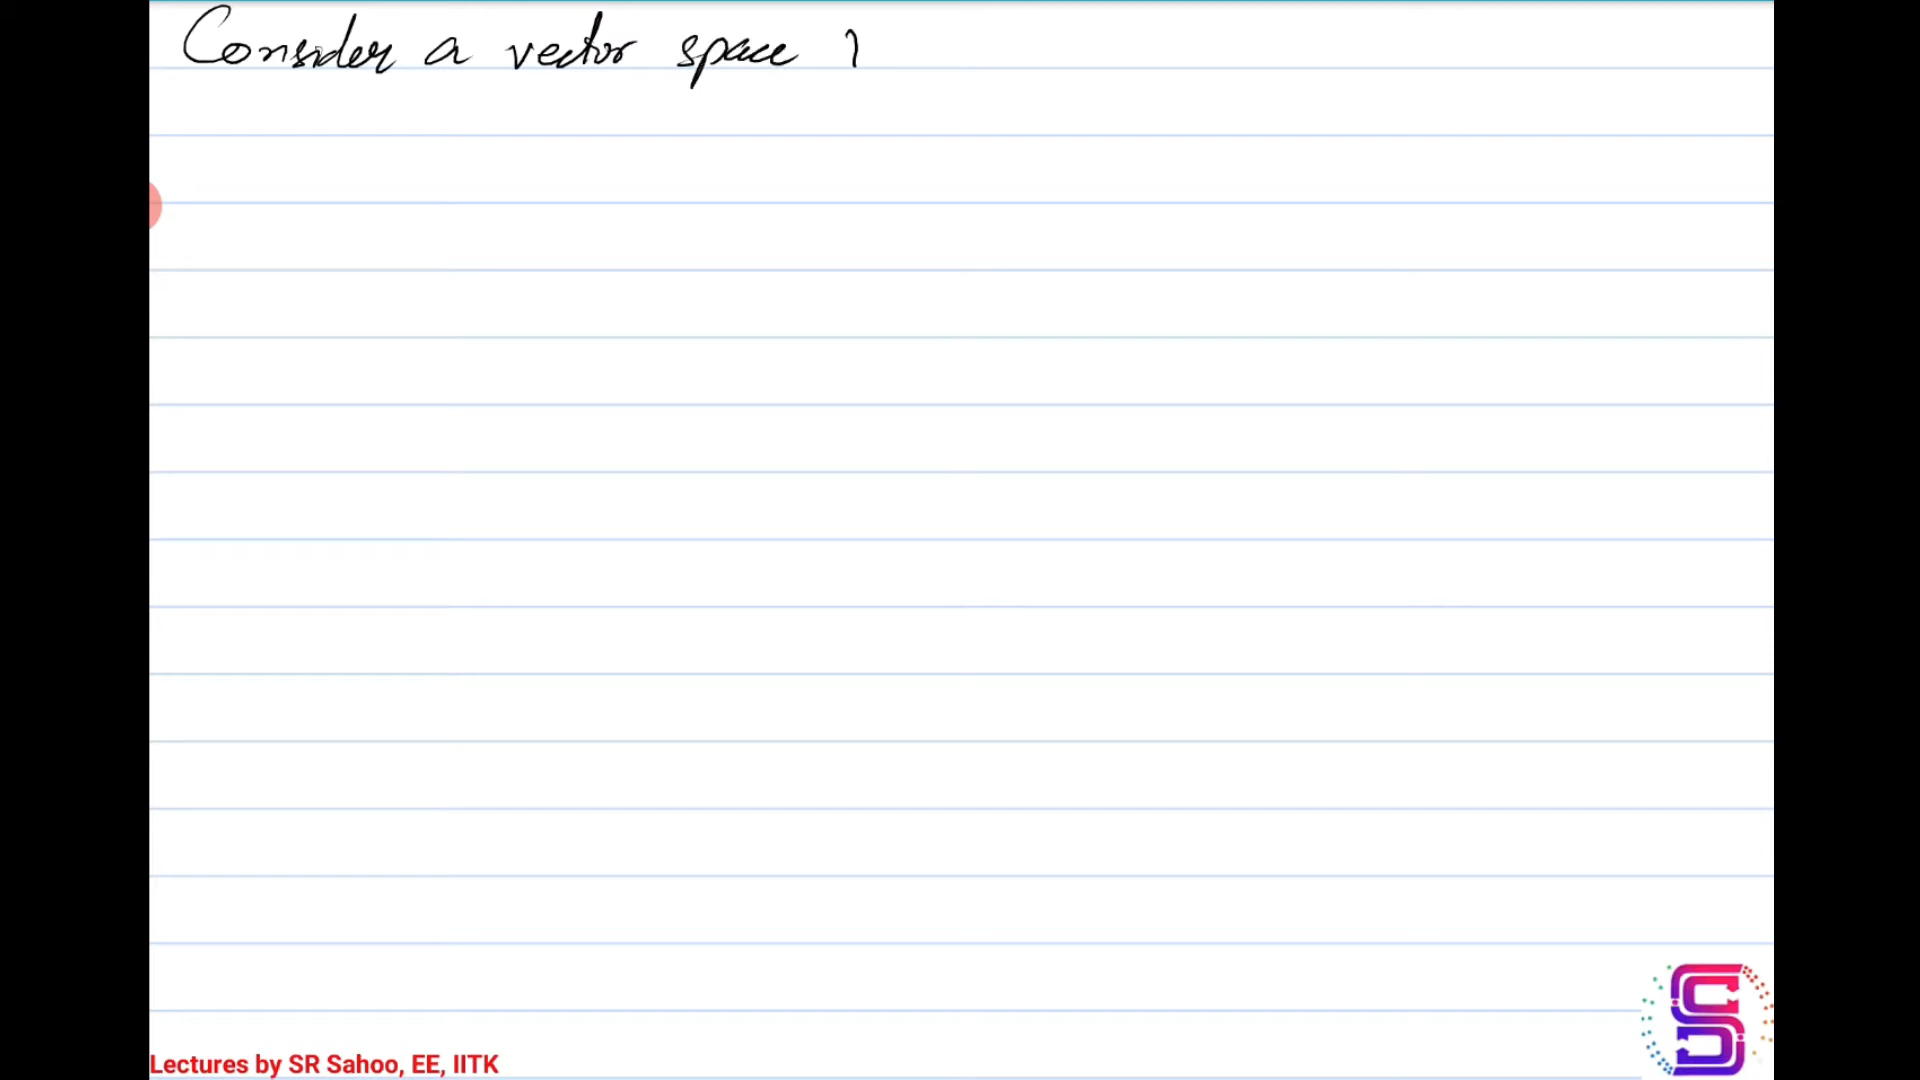 Consider a vector space
Lectures by SR Sahoo, EE, IITK